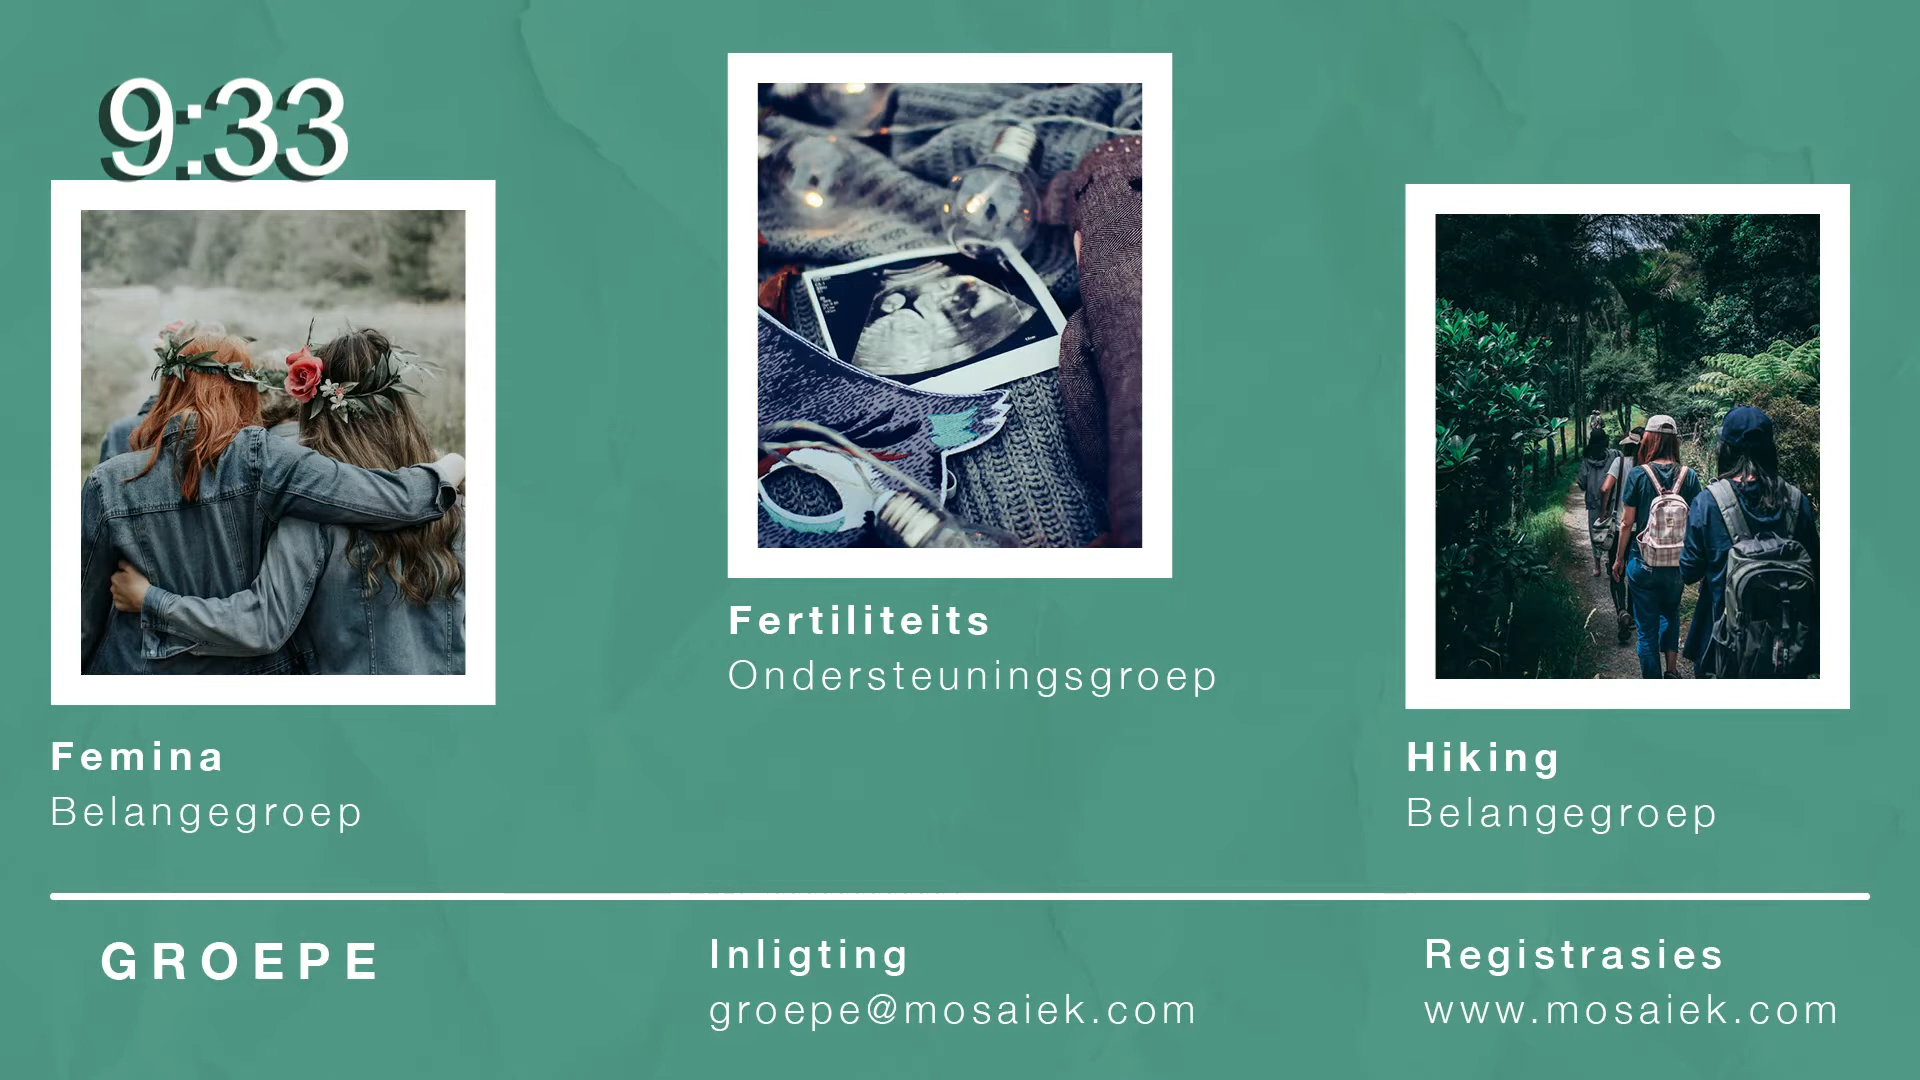 9:33
Femina
Belangegroep
Fertiliteits
Ondersteuningsgroep
Hiking
Belangegroep
GROEPE
Inligting
groepe@mosaiek.com
Registrasies
www.mosaiek.com